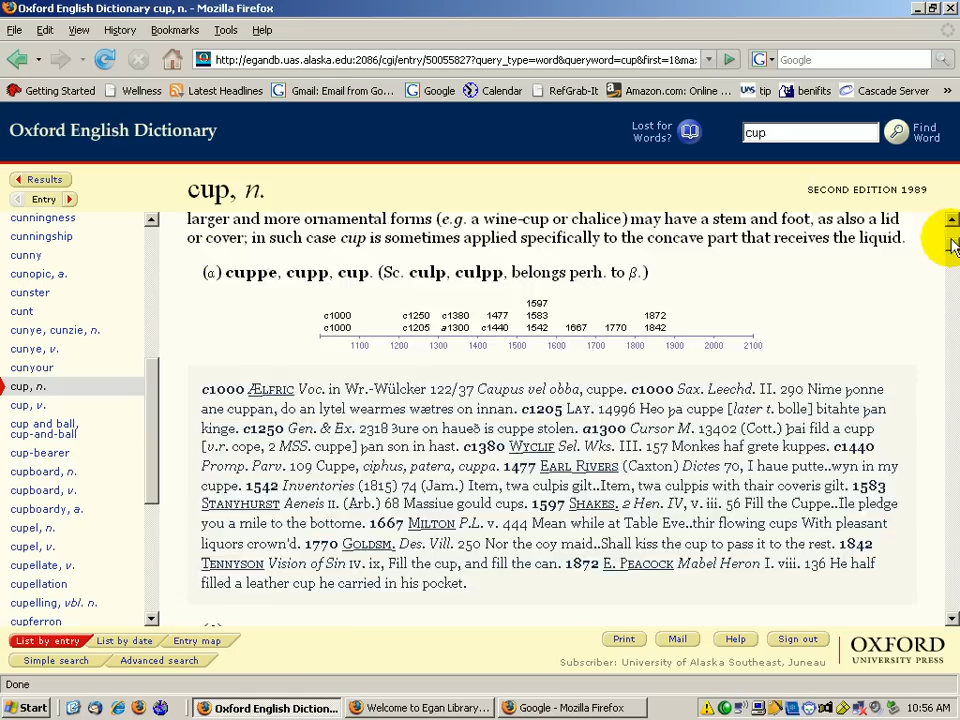 Oxford English Dictionary cup, n. - Mozilla Firefox
File Edit View History Bookmarks Tools Help
http://egandb.uas.alaska.edu:2086/cgi/entry/50055827?query_type=word&queryword=cup&first=1&ma:
Google
Getting Started Wellness Latest Headlines Gmail: Email from Go... Google Calendar RefGrab-It Amazon.com: Online ... UAS tip benifits Cascade Server »
Oxford English Dictionary
Lost for Words?
cup
Find Word
Results
Entry
cup, n.
SECOND EDITION 1989
cunningness
cunningship
cunny
cunopic, a.
cunster
cunt
cunye, cunzie, n.
cunye, v.
cunyour
cup, n.
cup, v.
cup and ball,
cup-and-ball
cup-bearer
cupboard, n.
cupboard, v.
cupboardy, a.
cupel, n.
cupel, v.
cupellate, v.
cupellation
cupelling, vbl. n.
cupferron
larger and more ornamental forms (e.g. a wine-cup or chalice) may have a stem and foot, as also a lid
or cover; in such case cup is sometimes applied specifically to the concave part that receives the liquid.
(α) cuppe, cupp, cup. (Sc. culp, culpp, belongs perh. to β.)
1597
c1000 c1250 c1380 1477 1583 1872
c1000 c1205 a1300 c1440 1542 1667 1770 1842
1100 1200 1300 1400 1500 1600 1700 1800 1900 2000 2100
c1000 ÆLFRIC Voc. in Wr.-Wülcker 122/37 Caupus vel obba, cuppe. c1000 Sax. Leechd. II. 290 Nime þonne
ane cuppan, do an lytel wearmes wætres on innan. c1205 LAY. 14996 Heo þa cuppe [later t. bolle] bitahte þan
kinge. c1250 Gen. & Ex. 2318 ðure on haueð is cuppe stolen. a1300 Cursor M. 13402 (Cott.) Þai fild a cupp
[v.r. cope, 2 MSS. cuppe] þan son in hast. c1380 WYCLIF Sel. Wks. III. 157 Monkes haf grete kuppes. c1440
Promp. Parv. 109 Cuppe, ciphus, patera, cuppa. 1477 EARL RIVERS (Caxton) Dictes 70, I haue putte..wyn in my
cuppe. 1542 Inventories (1815) 74 (Jam.) Item, twa culpis gilt..Item, twa culppis with thair coveris gilt. 1583
STANYHURST Aeneis II. (Arb.) 68 Massiue gould cups. 1597 SHAKES. 2 Hen. IV, v. iii. 56 Fill the Cuppe..Ile pledge
you a mile to the bottome. 1667 MILTON P.L. v. 444 Mean while at Table Eve..thir flowing cups With pleasant
liquors crown'd. 1770 GOLDSM. Des. Vill. 250 Nor the coy maid..Shall kiss the cup to pass it to the rest. 1842
TENNYSON Vision of Sin IV. ix, Fill the cup, and fill the can. 1872 E. PEACOCK Mabel Heron I. viii. 136 He half
filled a leather cup he carried in his pocket.
List by entry List by date Entry map
Simple search Advanced search
Print Mail Help Sign out
Subscriber: University of Alaska Southeast, Juneau
OXFORD
UNIVERSITY PRESS
Done
Start Oxford English Diction... Welcome to Egan Library... Google - Mozilla Firefox 10:56 AM